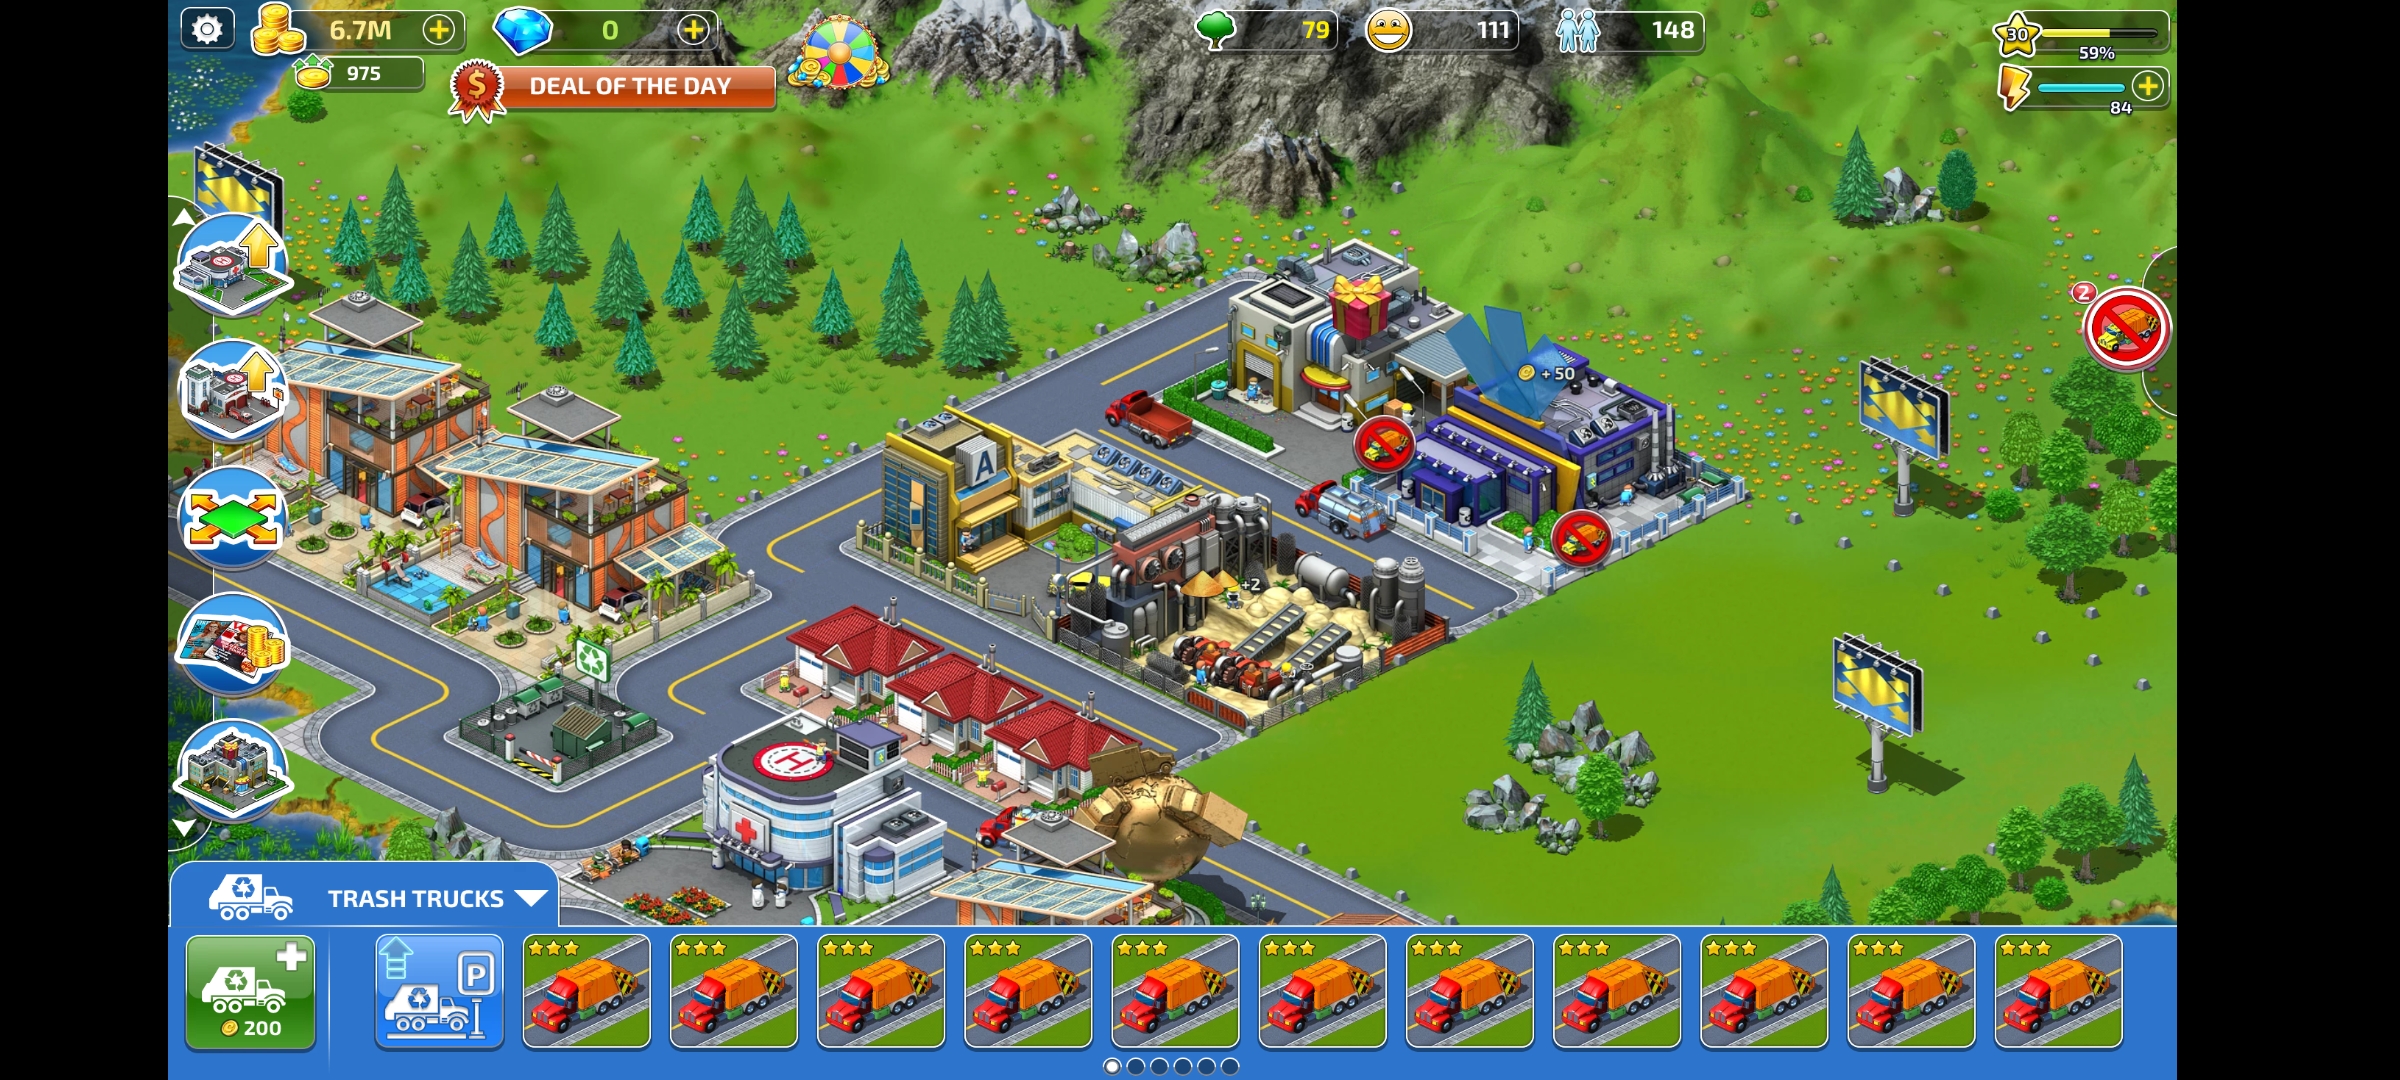 6.7M
0
79
111
148
30
59%
975
DEAL OF THE DAY
84
2
+50
A
+2
H
TRASH TRUCKS
P
200